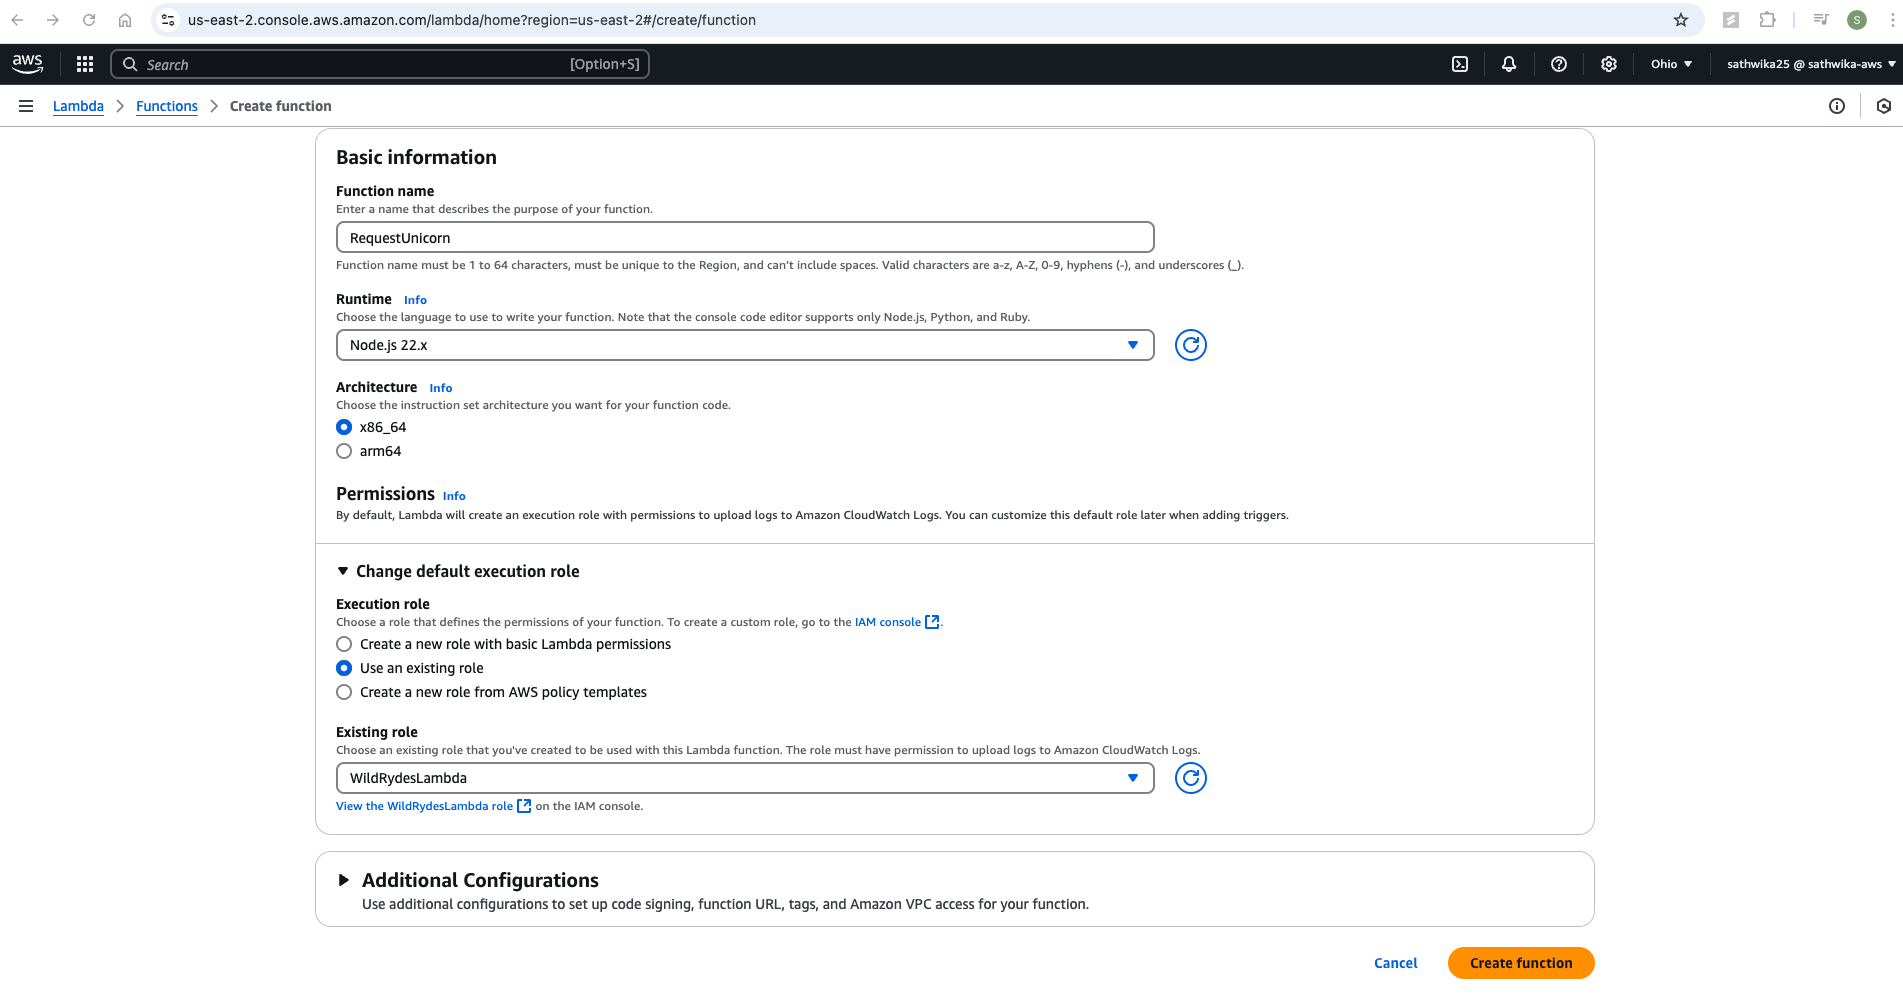 us-east-2.console.aws.amazon.com/lambda/home?region=us-east-2#/create/function
S
aws
Search
[Option+S]
Ohio
sathwika25 @ sathwika-aws
Lambda
Functions
Create function
Basic information
Function name
Enter a name that describes the purpose of your function.
RequestUnicorn
Function name must be 1 to 64 characters, must be unique to the Region, and can't include spaces. Valid characters are a-z, A-Z, 0-9, hyphens (-), and underscores (_).
Runtime Info
Choose the language to use to write your function. Note that the console code editor supports only Node.js, Python, and Ruby.
Node.js 22.x
Architecture Info
Choose the instruction set architecture you want for your function code.
x86_64
arm64
Permissions Info
By default, Lambda will create an execution role with permissions to upload logs to Amazon CloudWatch Logs. You can customize this default role later when adding triggers.
Change default execution role
Execution role
Choose a role that defines the permissions of your function. To create a custom role, go to the IAM console.
Create a new role with basic Lambda permissions
Use an existing role
Create a new role from AWS policy templates
Existing role
Choose an existing role that you've created to be used with this Lambda function. The role must have permission to upload logs to Amazon CloudWatch Logs.
WildRydesLambda
View the WildRydesLambda role on the IAM console.
Additional Configurations
Use additional configurations to set up code signing, function URL, tags, and Amazon VPC access for your function.
Cancel
Create function